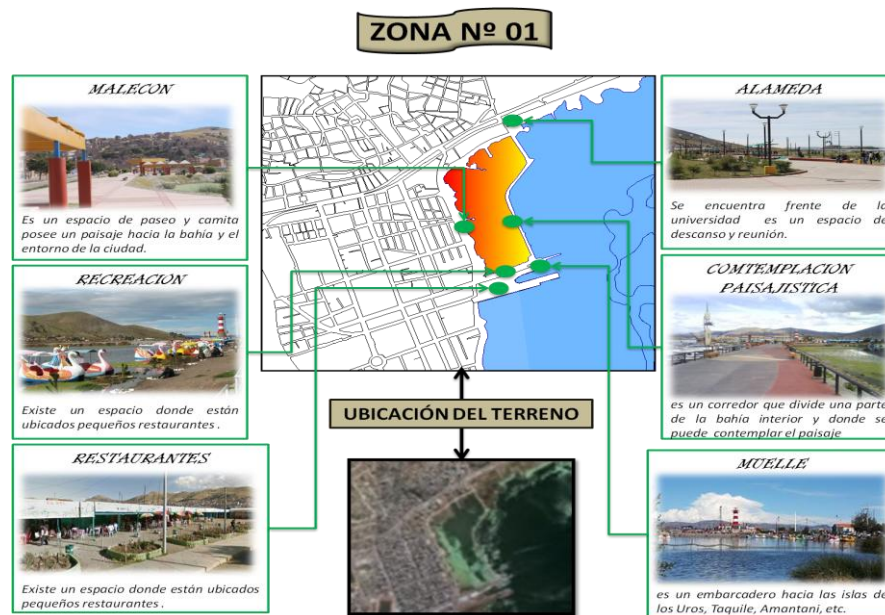 ZONA Nº 01
MALECON
Es un espacio de paseo y camita
posee un paisaje hacia la bahía y el
entorno de la ciudad.
RECREACION
Existe un espacio donde están
ubicados pequeños restaurantes .
RESTAURANTES
Existe un espacio donde están ubicados
pequeños restaurantes .
UBICACIÓN DEL TERRENO
ALAMEDA
Se encuentra frente de la
universidad es un espacio de
descanso y reunión.
COMTEMPLACION
PAISAJISTICA
es un corredor que divide una parte
de la bahía interior y donde se
puede contemplar el paisaje
MUELLE
es un embarcadero hacia las islas de
los Uros, Taquile, Amantani, etc.